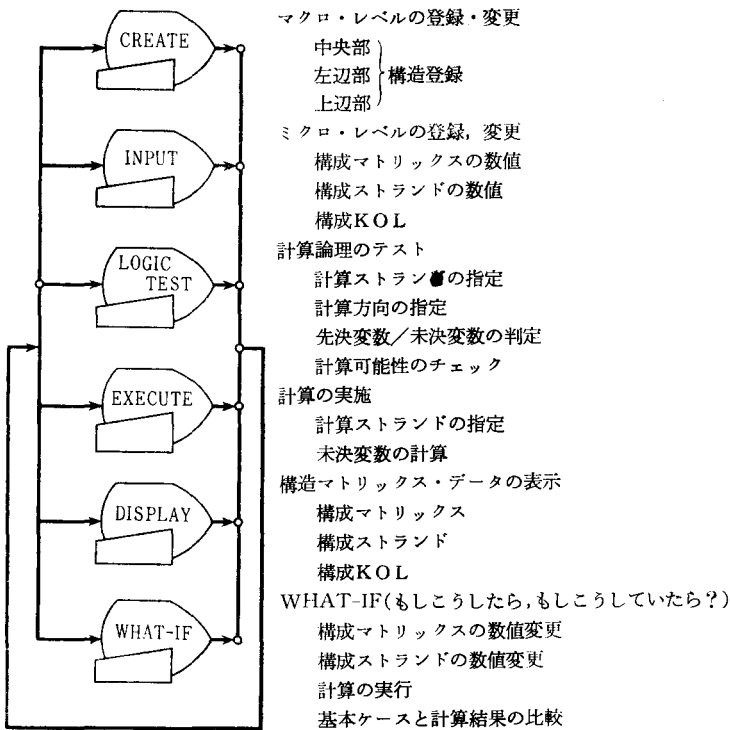 CREATE
マクロ・レベルの登録・変更
中央部
左辺部 構造登録
上辺部
INPUT
ミクロ・レベルの登録，変更
構成マトリックスの数値
構成ストランドの数値
構成KOL
LOGIC
TEST
計算論理のテスト
計算ストラン の指定
計算方向の指定
先決変数／未決変数の判定
計算可能性のチェック
EXECUTE
計算の実施
計算ストランドの指定
未決変数の計算
DISPLAY
構造マトリックス・データの表示
構成マトリックス
構成ストランド
構成KOL
WHAT-IF
WHAT-IF(もしこうしたら，もしこうしていたら？)
構成マトリックスの数値変更
構成ストランドの数値変更
計算の実行
基本ケースと計算結果の比較